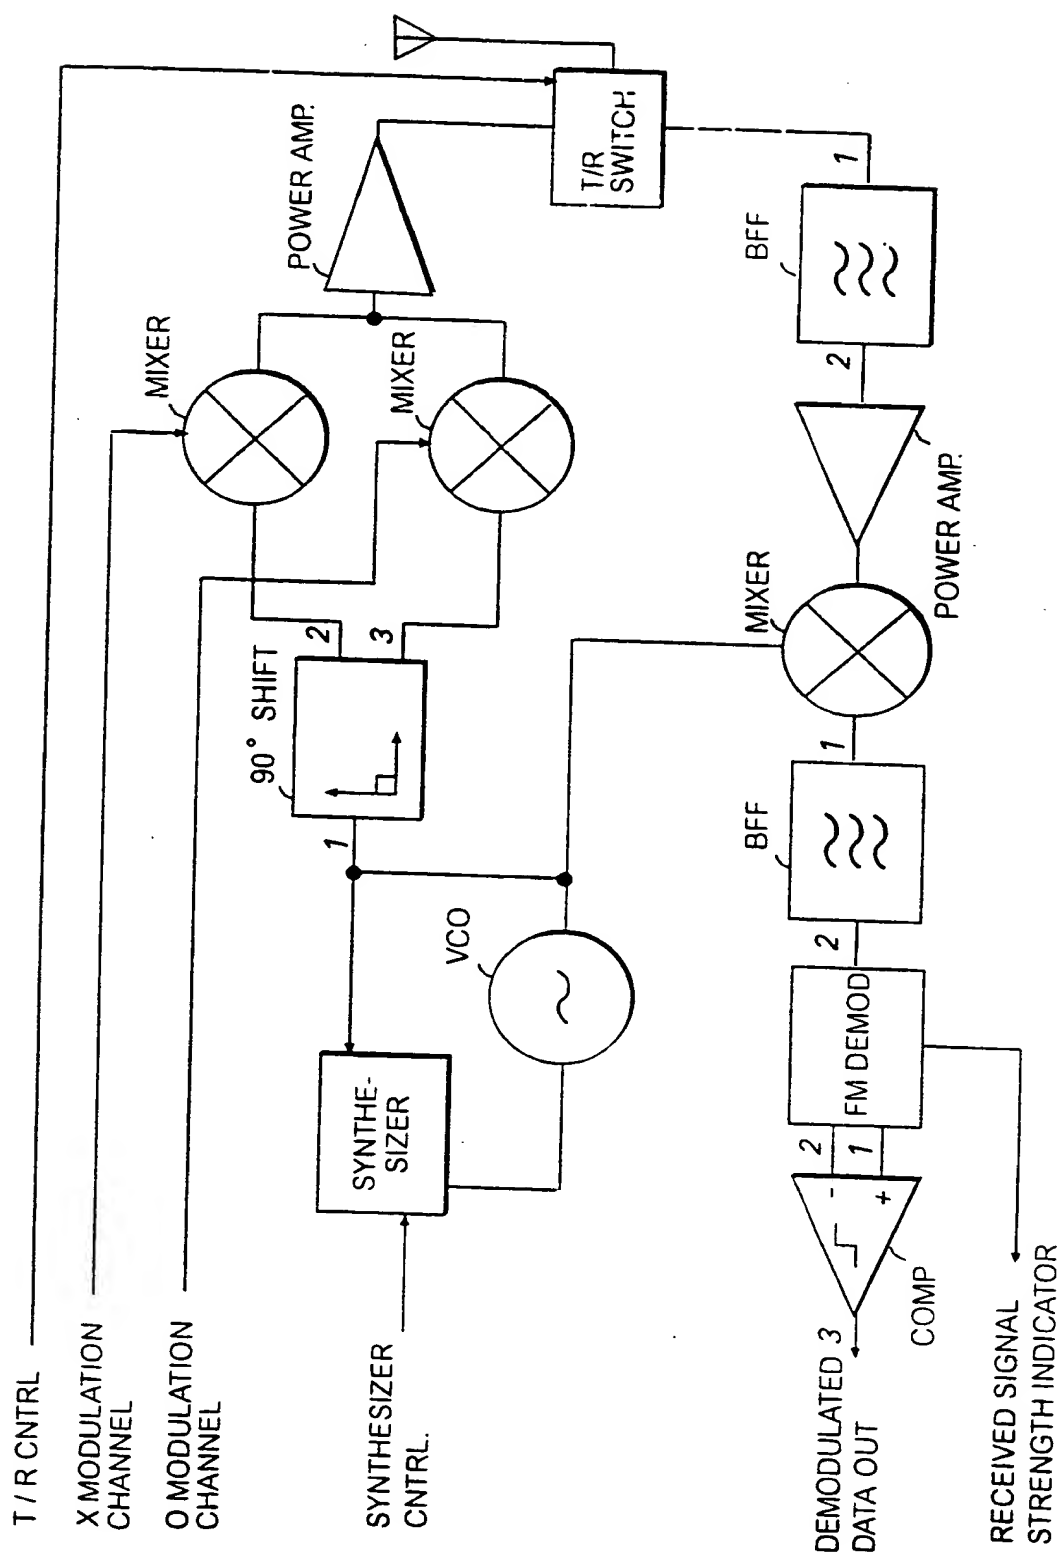 T / R CNTRL
X MODULATION
CHANNEL
O MODULATION
CHANNEL
SYNTHESIZER
CNTRL.
SYNTHE-
SIZER
VCO
1
90° SHIFT
2
3
MIXER
MIXER
POWER AMP.
T/R
SWITCH
1
BFF
2
POWER AMP.
MIXER
1
BFF
2
FM DEMOD
2
1
-
+
COMP
3
DEMODULATED
DATA OUT
RECEIVED SIGNAL
STRENGTH INDICATOR